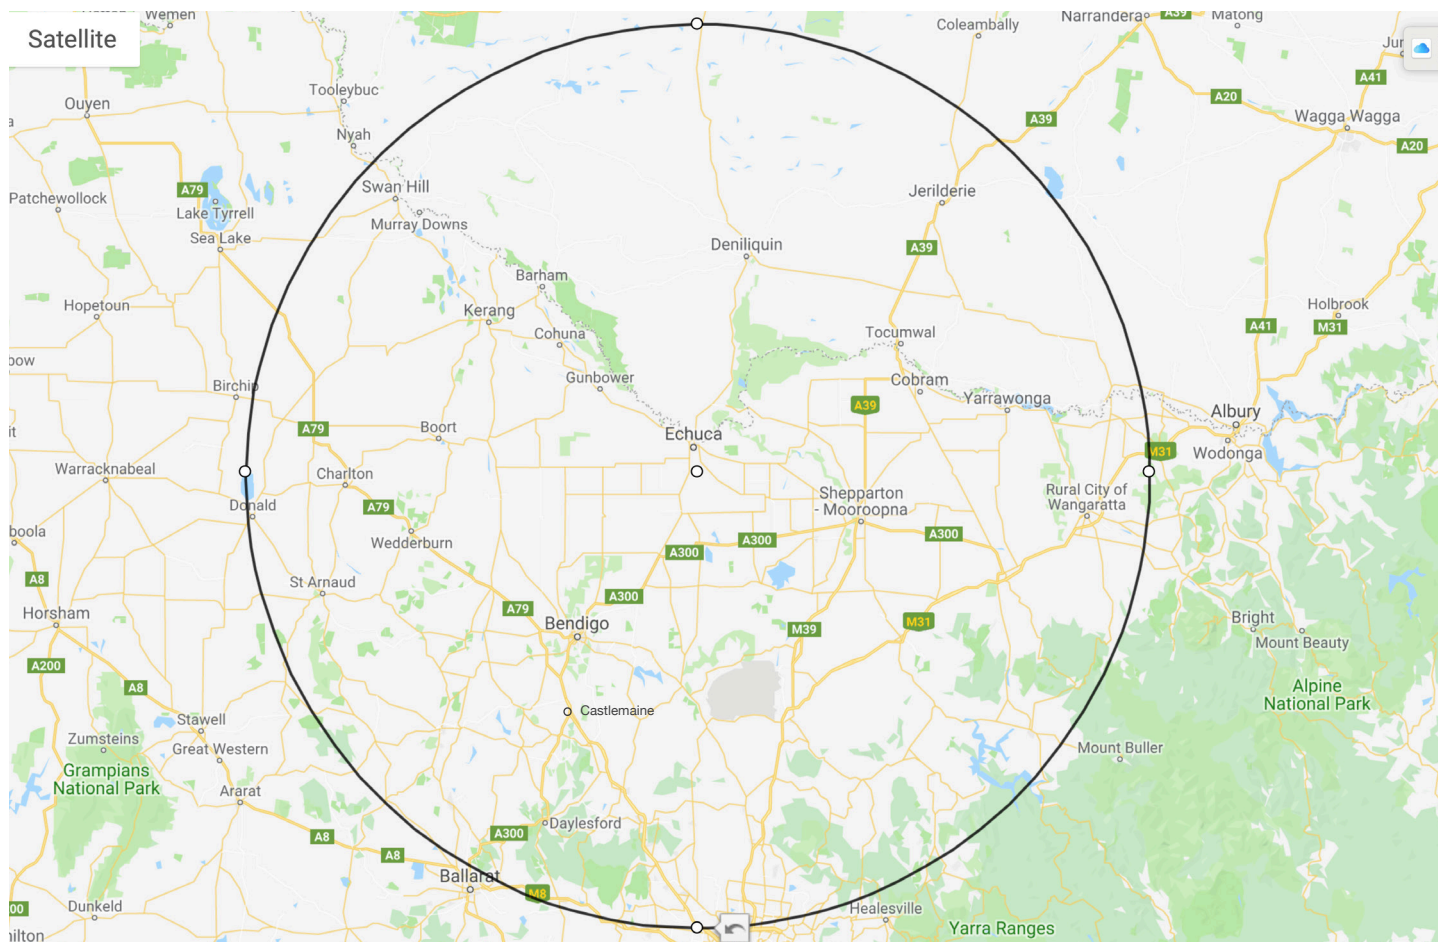 Wemen
Coleambally
Narrandera
A39
Matong
Satellite
A41
Tooleybuc
Ouyen
A20
Wagga Wagga
A39
Nyah
A20
Swan Hill
A79
Jerilderie
Patchewollock
Lake Tyrrell
Murray Downs
Sea Lake
Deniliquin
A39
Barham
Hopetoun
Holbrook
Kerang
A41
M31
Cohuna
Tocumwal
Gunbower
Cobram
Birchip
Yarrawonga
A39
Albury
A79
Boort
Echuca
M31
Wodonga
Warracknabeal
Charlton
Shepparton
- Mooroopna
Rural City of
Wangaratta
Donald
A79
A300
A300
A300
Wedderburn
A8
St Arnaud
A300
Horsham
A79
Bendigo
M39
M31
Bright
Mount Beauty
A200
A8
Alpine
National Park
Castlemaine
Stawell
Zumsteins
Great Western
Mount Buller
Grampians
National Park
Ararat
Daylesford
A8
A300
A8
Ballarat
M8
Dunkeld
Healesville
Yarra Ranges